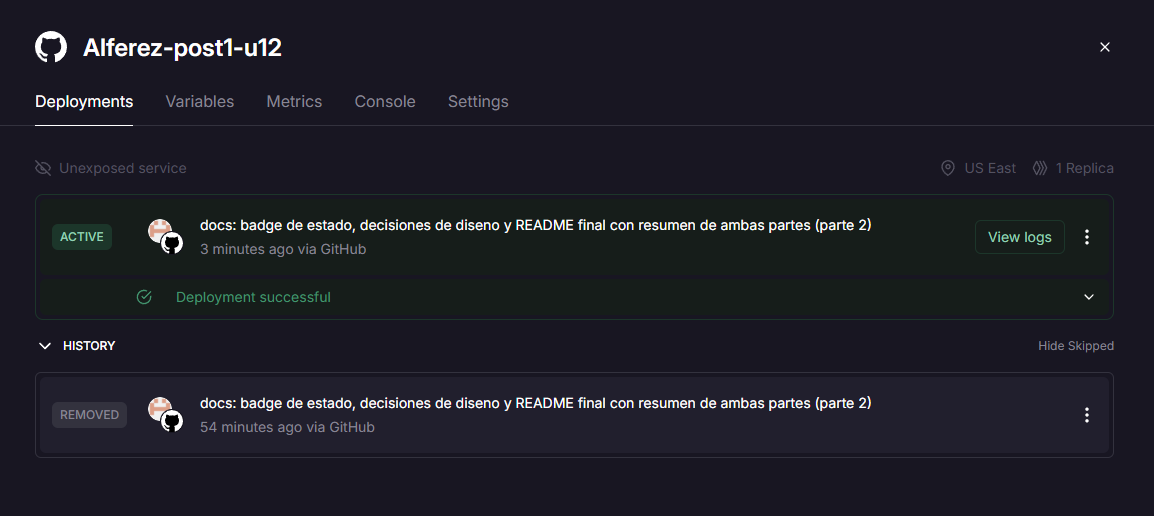 Alferez-post1-u12
Deployments Variables Metrics Console Settings
Unexposed service US East 1 Replica
ACTIVE docs: badge de estado, decisiones de diseno y README final con resumen de ambas partes (parte 2) View logs
3 minutes ago via GitHub
Deployment successful
HISTORY Hide Skipped
REMOVED docs: badge de estado, decisiones de diseno y README final con resumen de ambas partes (parte 2)
54 minutes ago via GitHub